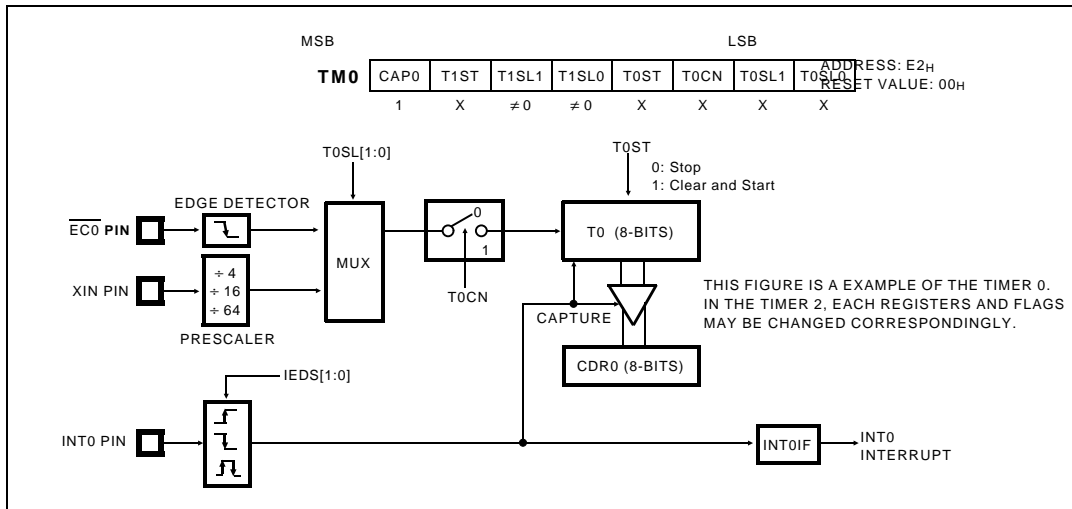 MSB LSB
TM0 CAP0 T1ST T1SL1 T1SL0 T0ST T0CN T0SL1 T0SL0
ADDRESS: E2H
RESET VALUE: 00H
1 X ≠ 0 ≠ 0 X X X X
T0SL[1:0]
T0ST
0: Stop
1: Clear and Start
EDGE DETECTOR
EC0 PIN
MUX
0
1
T0 (8-BITS)
XIN PIN
÷ 4
÷ 16
÷ 64
PRESCALER
T0CN
CAPTURE
THIS FIGURE IS A EXAMPLE OF THE TIMER 0.
IN THE TIMER 2, EACH REGISTERS AND FLAGS
MAY BE CHANGED CORRESPONDINGLY.
CDR0 (8-BITS)
IEDS[1:0]
INT0 PIN
INT0IF
INT0
INTERRUPT